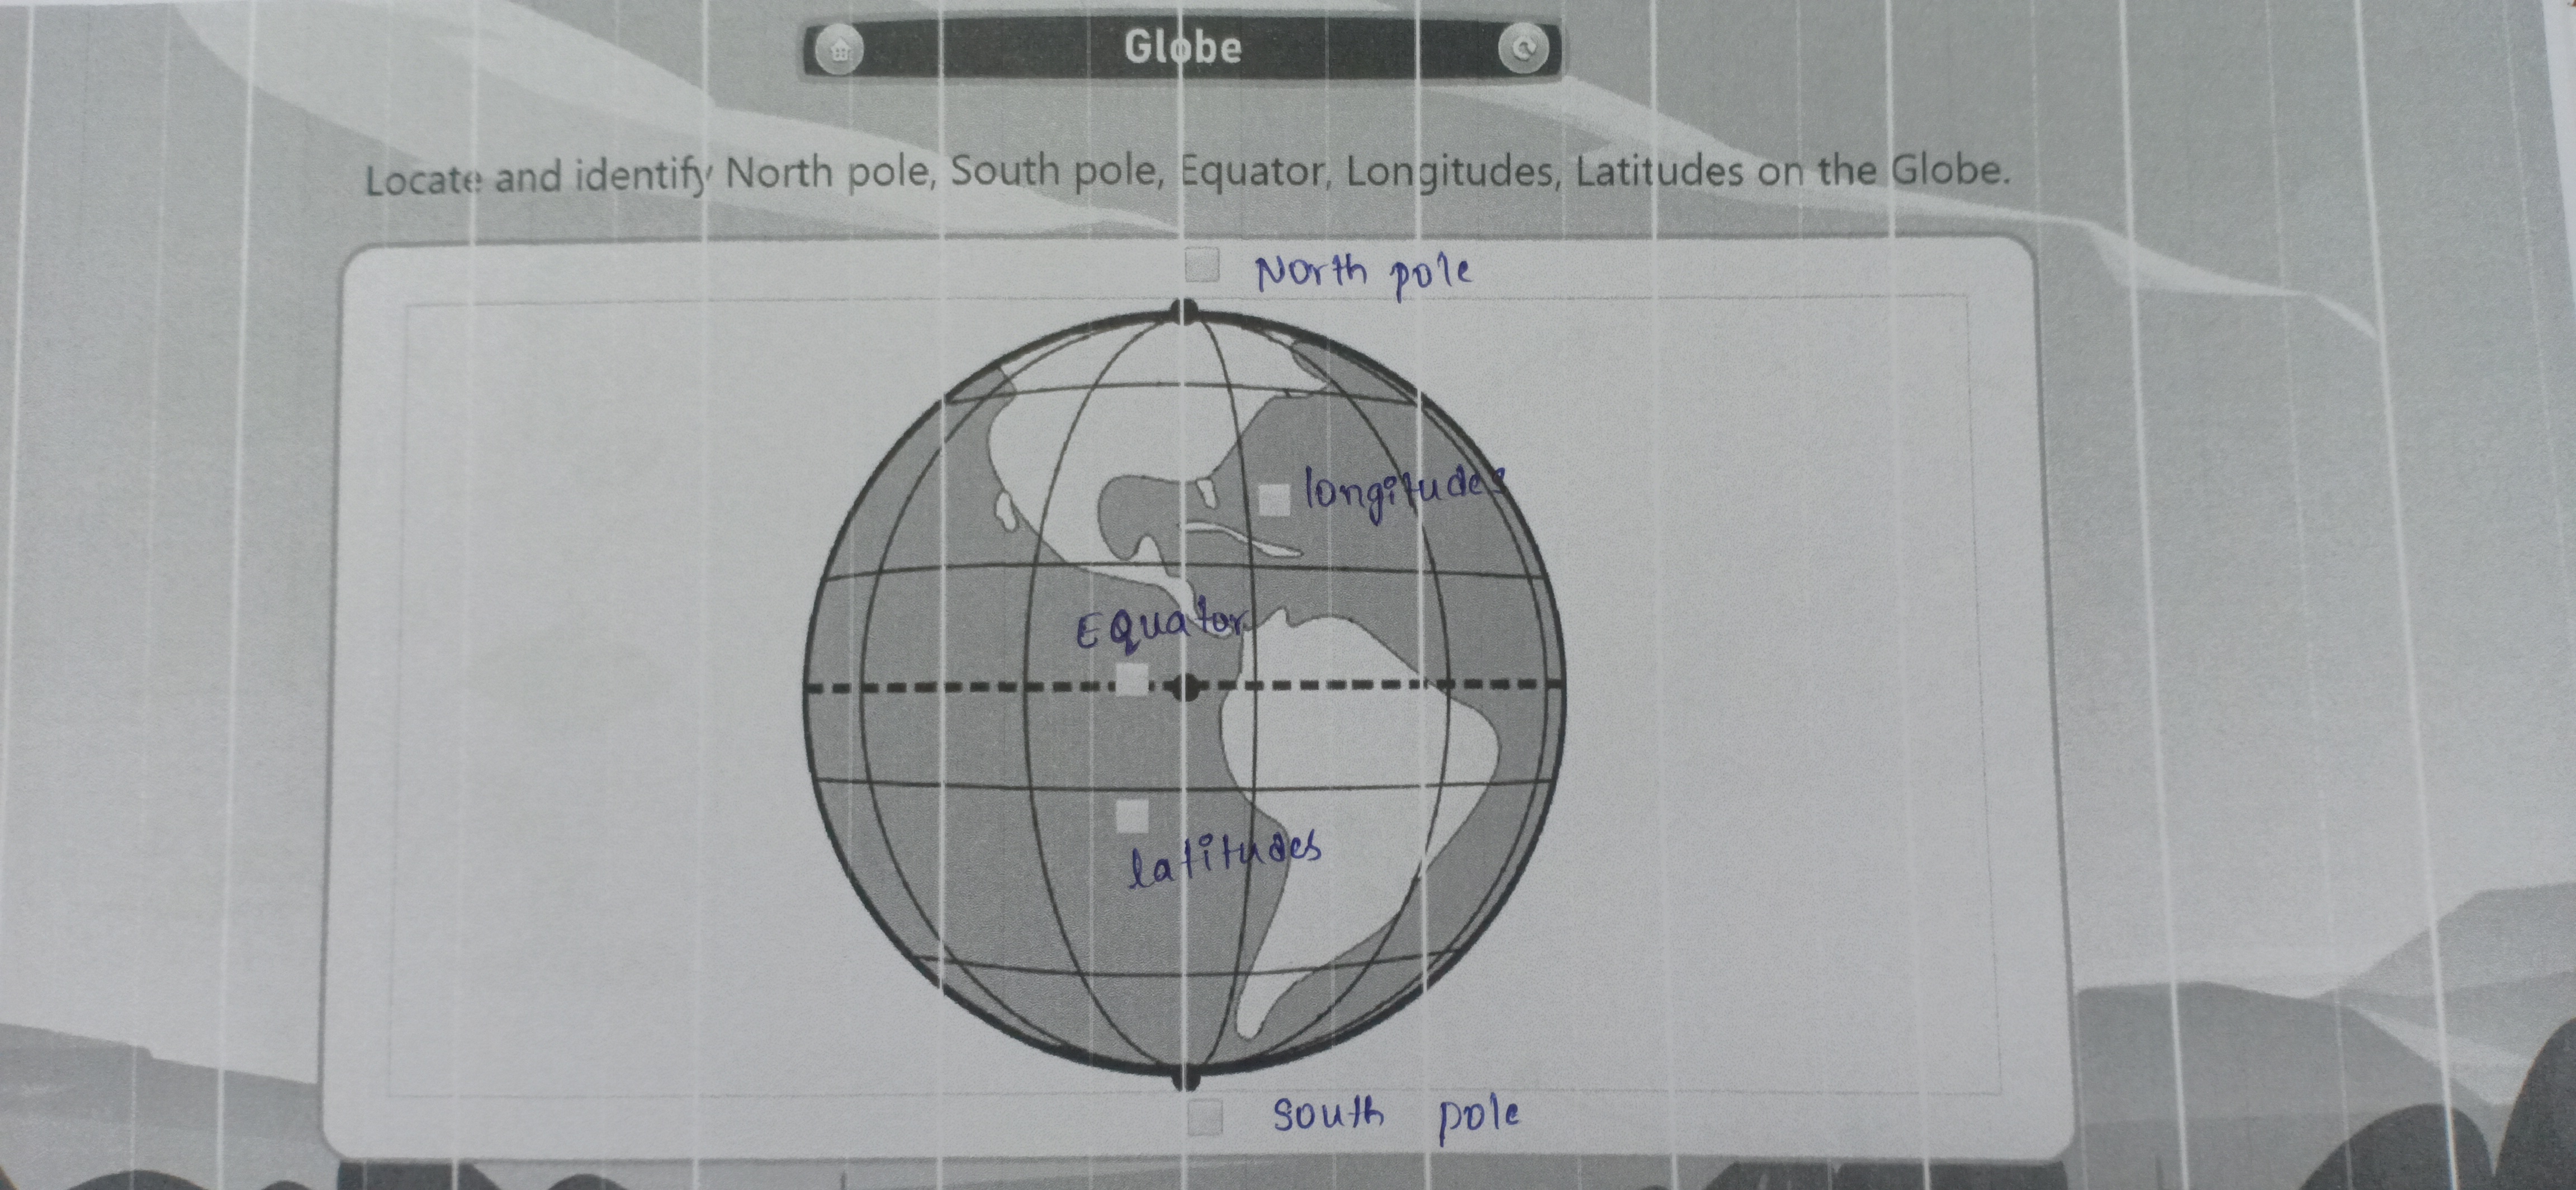 Globe
Locate and identify North pole, South pole, Equator, Longitudes, Latitudes on the Globe.
North pole
longitudes
Equator
latitudes
south pole